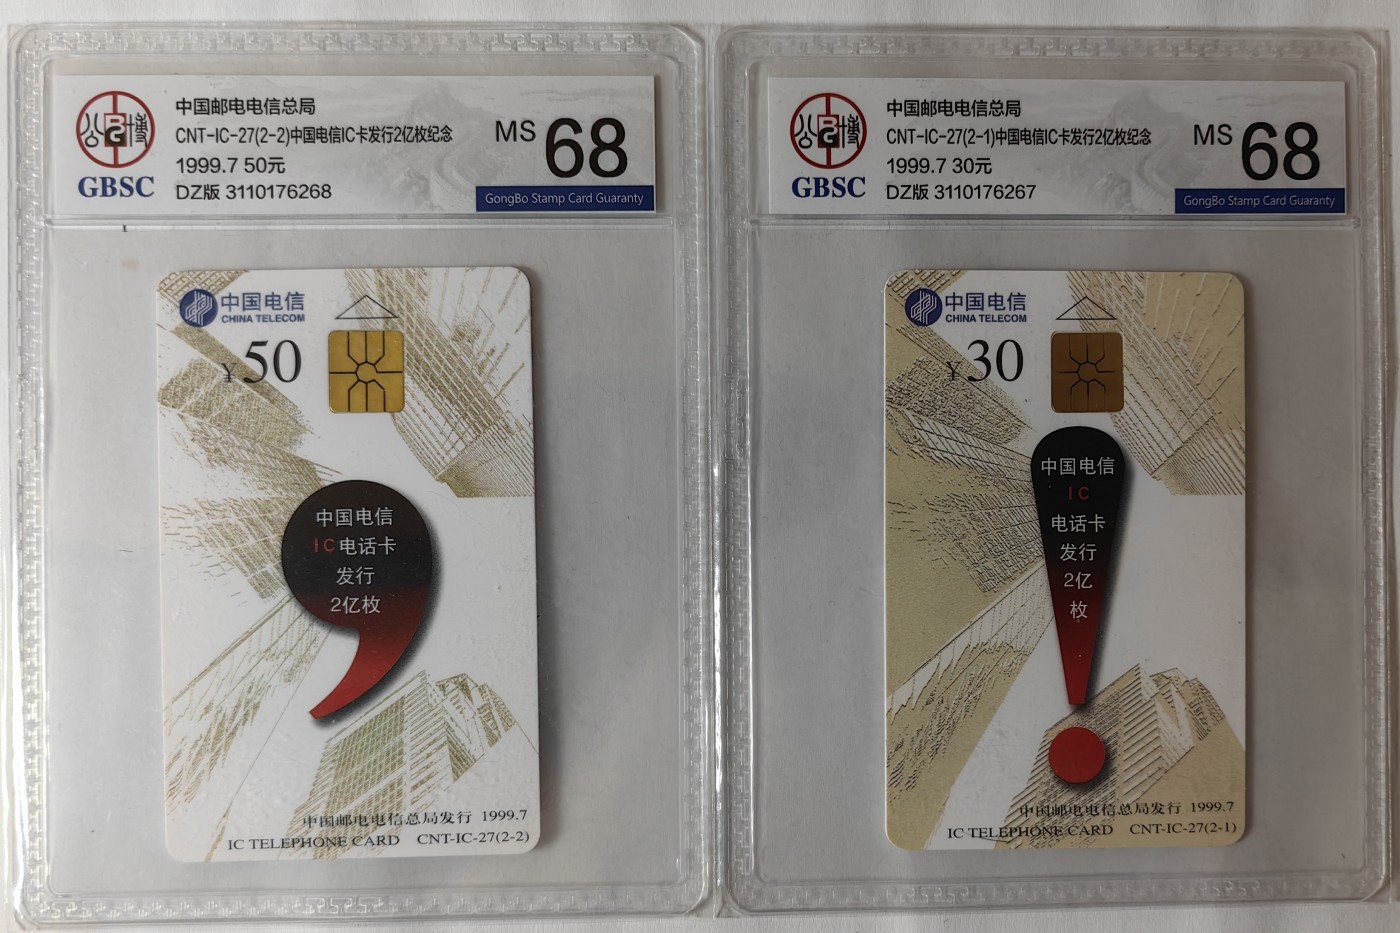 中国邮电电信总局
CNT-IC-27(2-2)中国电信IC卡发行2亿枚纪念
1999.7 50元
DZ版 3110176268
公博
BG
GBSC
MS 68
GongBo Stamp Card Guaranty
中国电信
CHINA TELECOM
¥50
中国电信
IC电话卡
发行
2亿枚
中国邮电电信总局发行 1999.7
IC TELEPHONE CARD CNT-IC-27(2-2)
中国邮电电信总局
CNT-IC-27(2-1)中国电信IC卡发行2亿枚纪念
1999.7 30元
DZ版 3110176267
公博
BG
GBSC
MS 68
GongBo Stamp Card Guaranty
中国电信
CHINA TELECOM
¥30
中国电信
IC
电话卡
发行
2亿
枚
中国邮电电信总局发行 1999.7
IC TELEPHONE CARD CNT-IC-27(2-1)